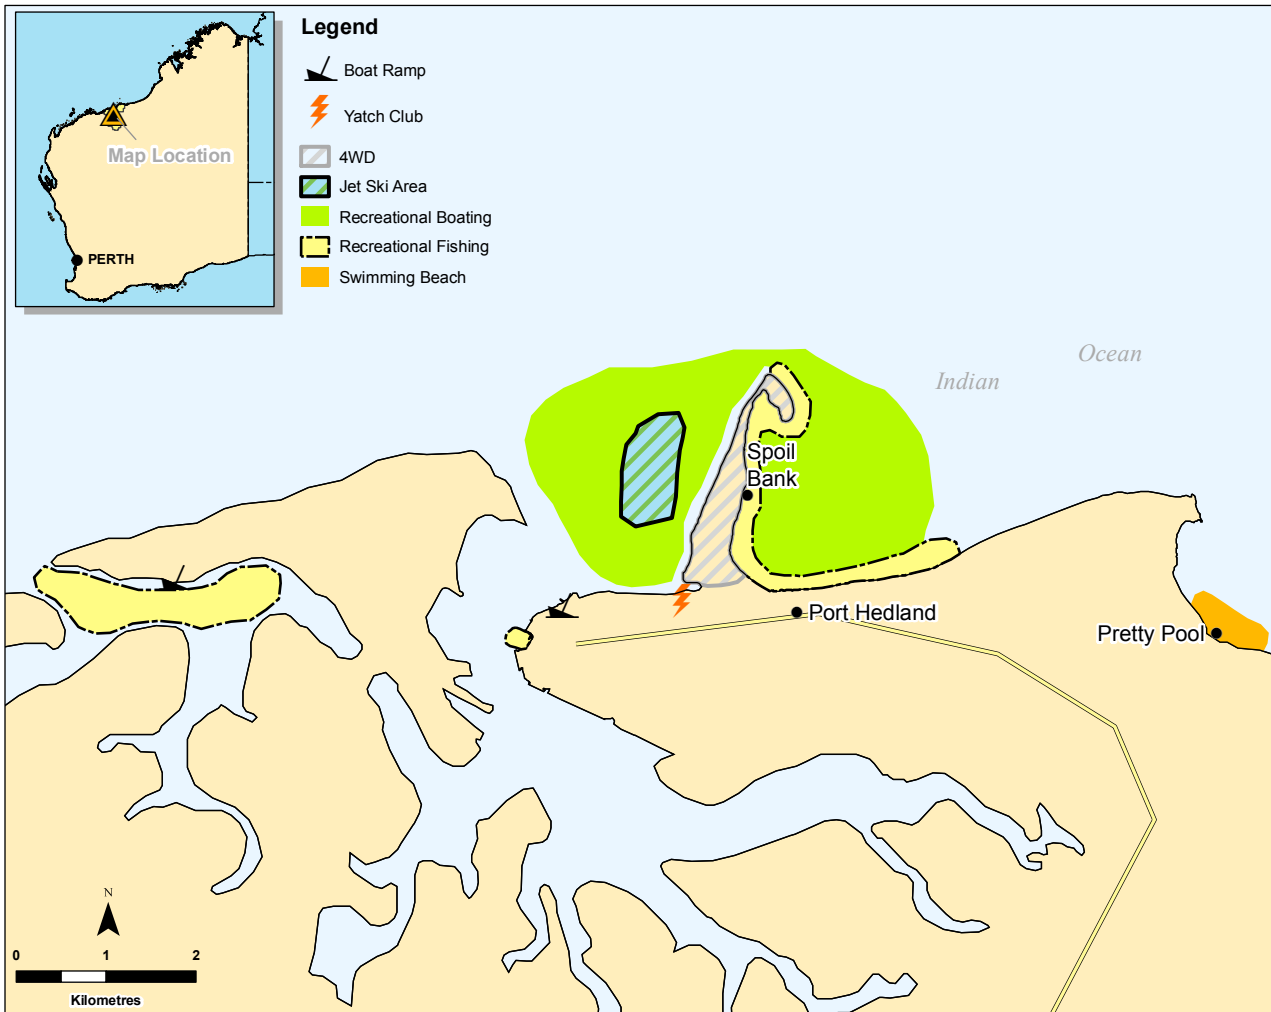 Legend
Boat Ramp
Yatch Club
4WD
Jet Ski Area
Recreational Boating
Recreational Fishing
Swimming Beach
Map Location
PERTH
Ocean
Indian
Spoil
Bank
Port Hedland
Pretty Pool
N
0 1 2
Kilometres